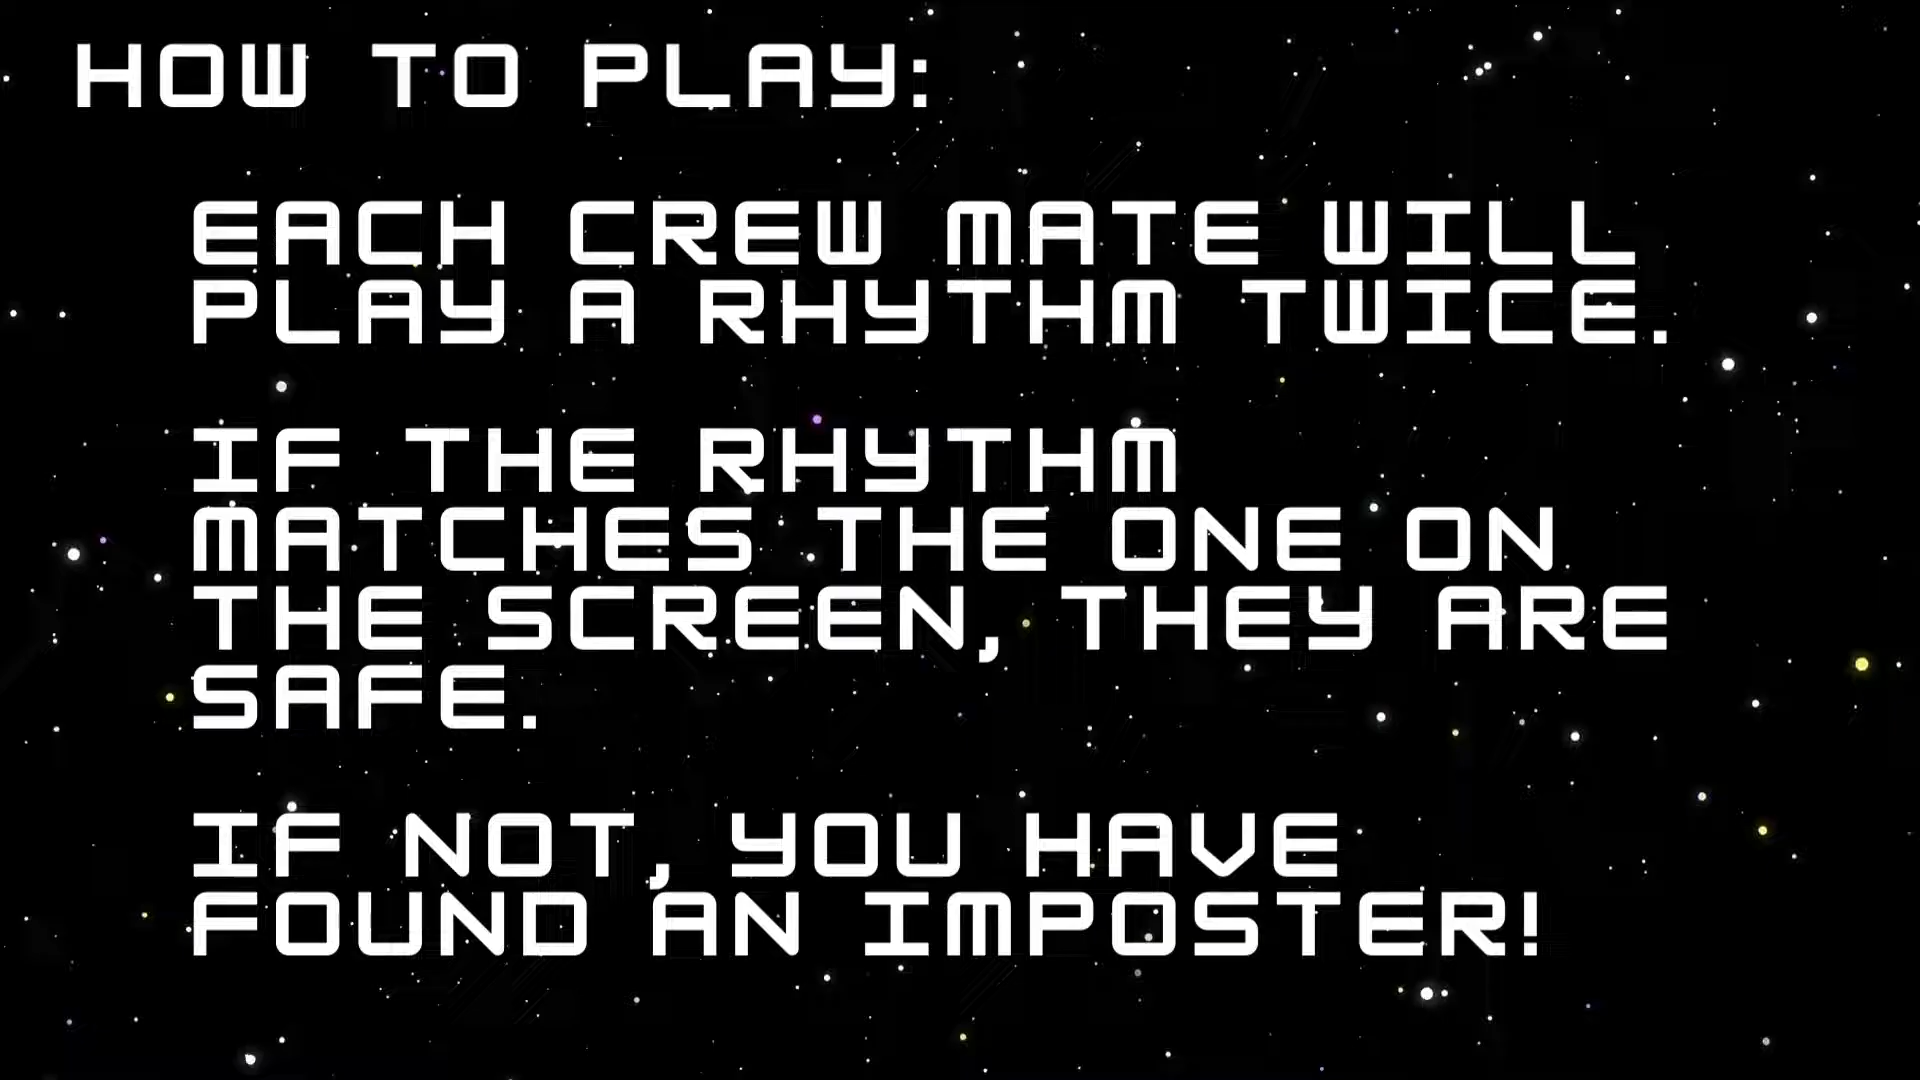 HOW TO PLAY:
EACH CREW MATE WILL
PLAY A RHYTHM TWICE.
IF THE RHYTHM
MATCHES THE ONE ON
THE SCREEN, THEY ARE
SAFE.
IF NOT, YOU HAVE
FOUND AN IMPOSTER!